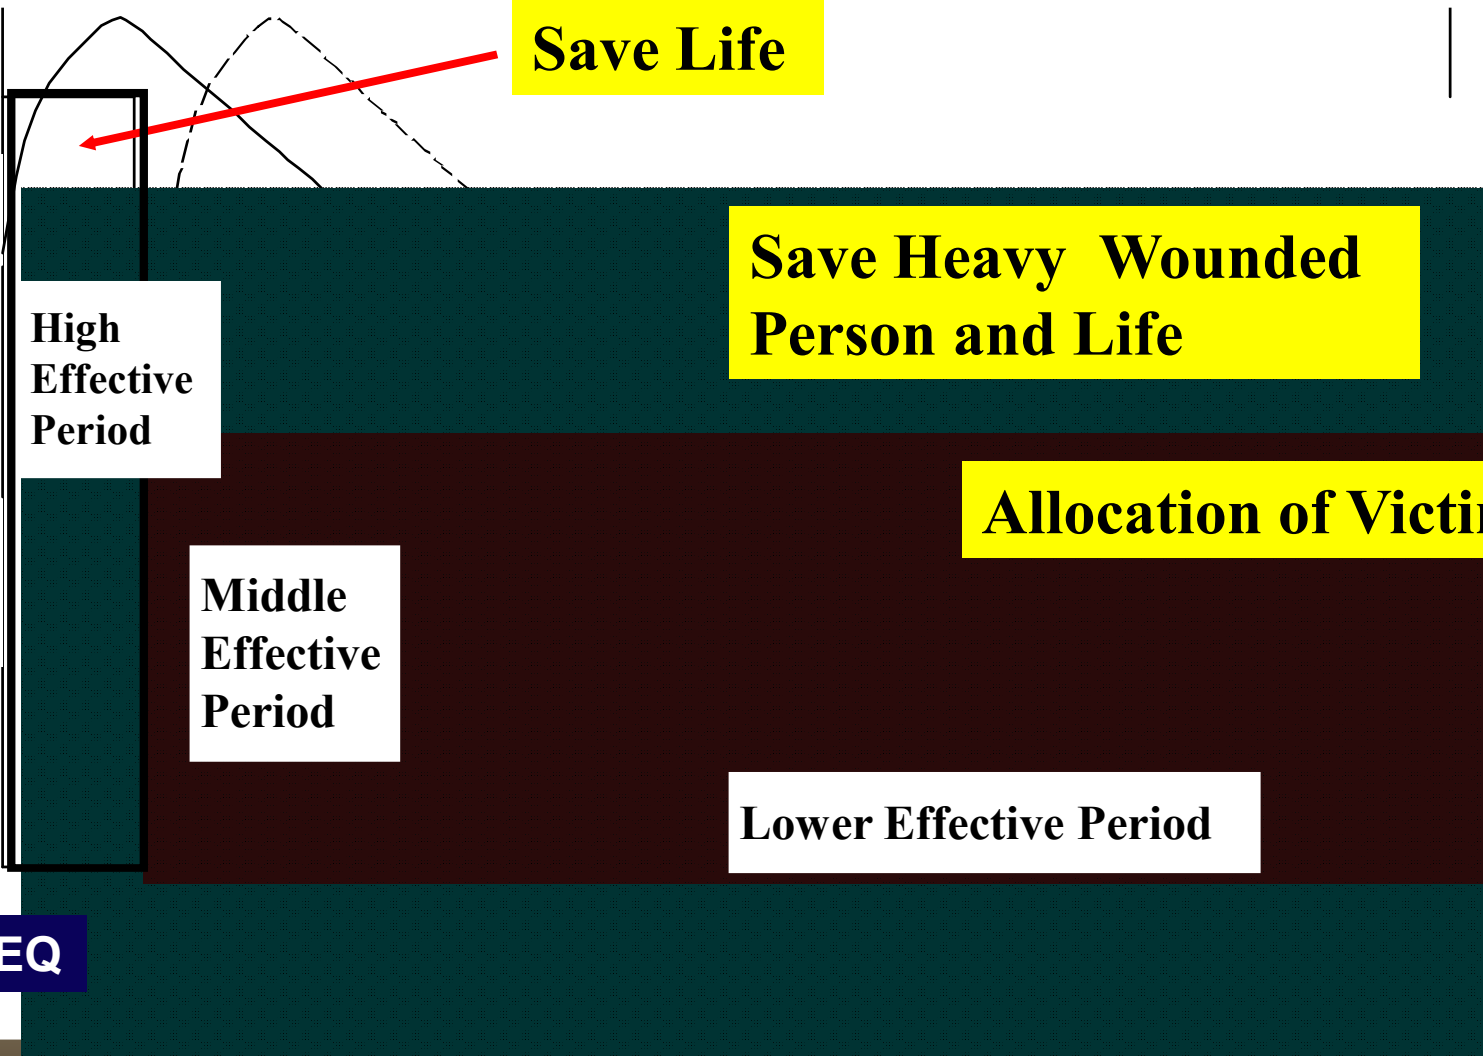 Save Life
Save Heavy Wounded
Person and Life
High
Effective
Period
Allocation of
Middle
Effective
Period
Lower Effective Period
EQ